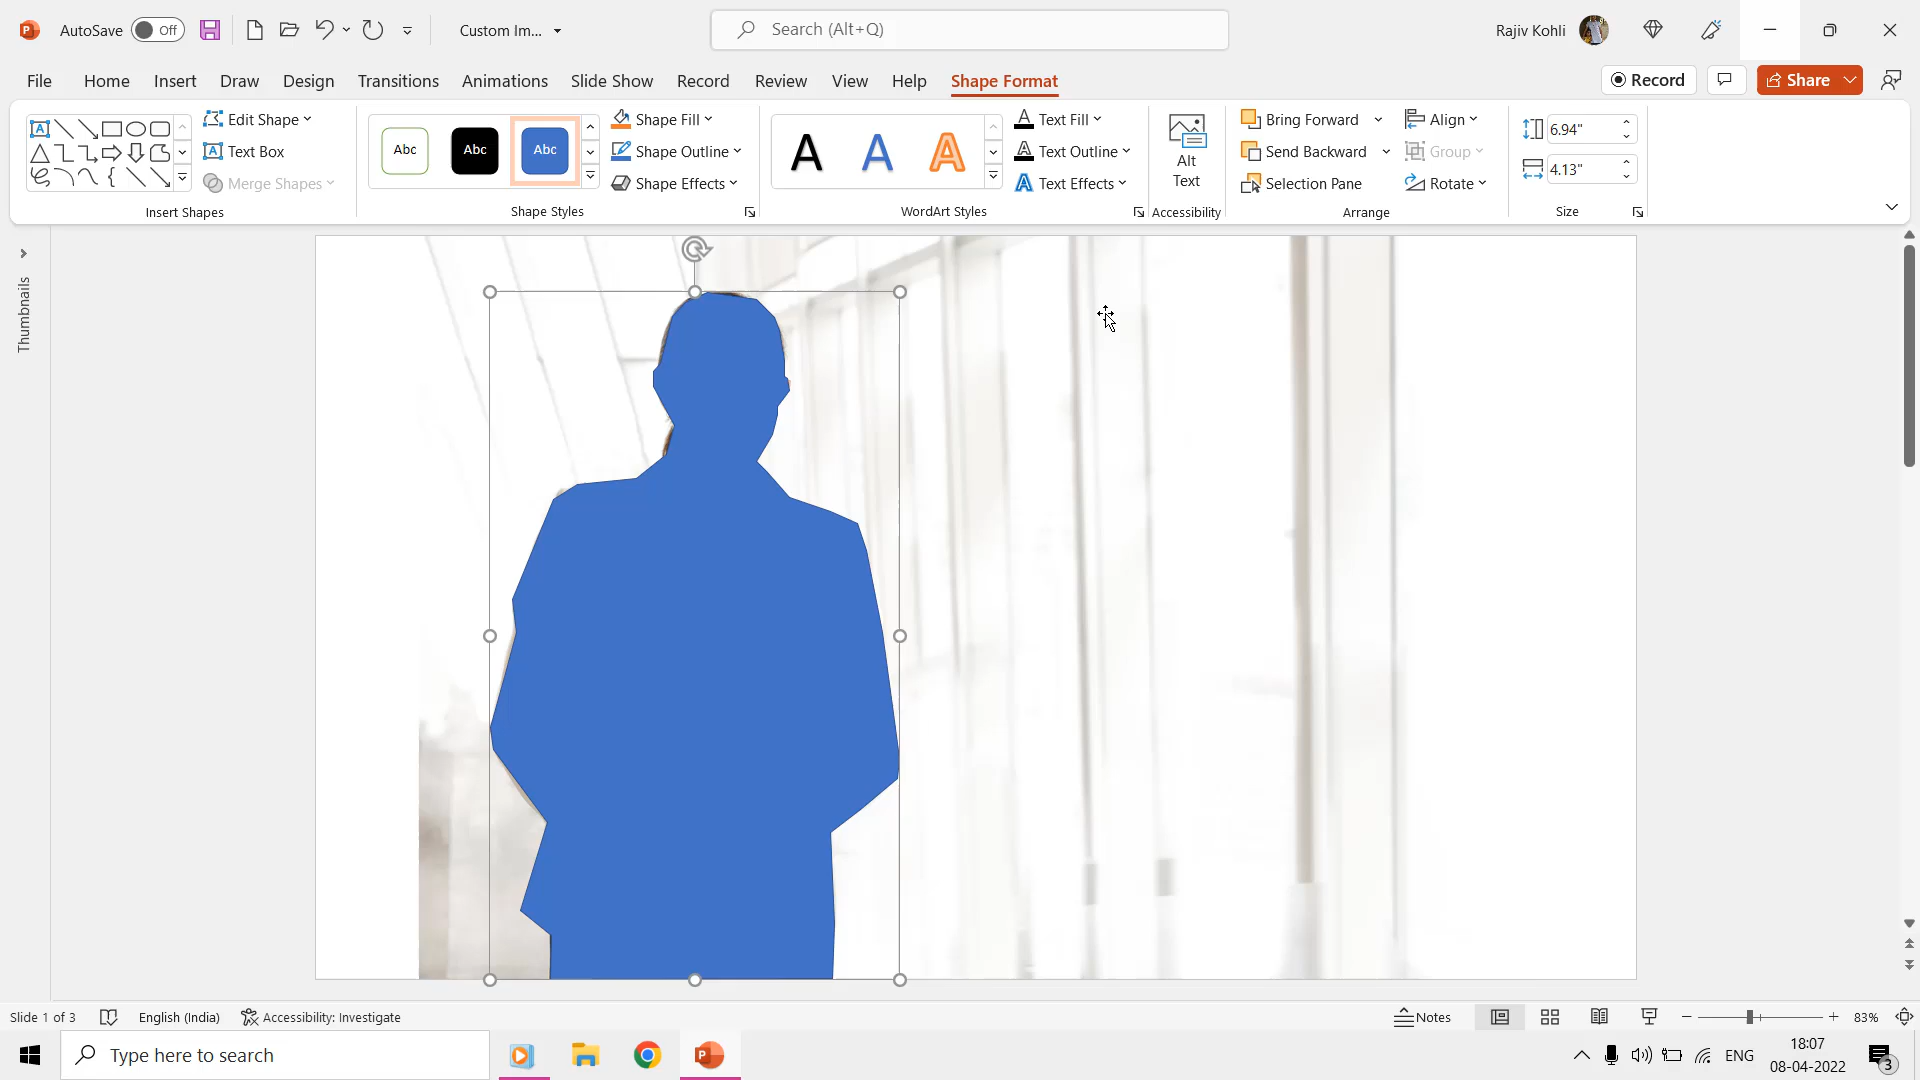 AutoSave Off Custom Im... Search (Alt+Q) Rajiv Kohli
File Home Insert Draw Design Transitions Animations Slide Show Record Review View Help Shape Format Record Share
Edit Shape
Text Box
Merge Shapes
Insert Shapes
Abc Abc Abc
Shape Fill
Shape Outline
Shape Effects
Shape Styles
A A A
Text Fill
Text Outline
Text Effects
WordArt Styles
Alt
Text
Accessibility
Bring Forward
Send Backward
Selection Pane
Align
Group
Rotate
Arrange
6.94"
4.13"
Size
Thumbnails
Slide 1 of 3 English (India) Accessibility: Investigate Notes 83%
Type here to search
ENG
18:07
08-04-2022
3